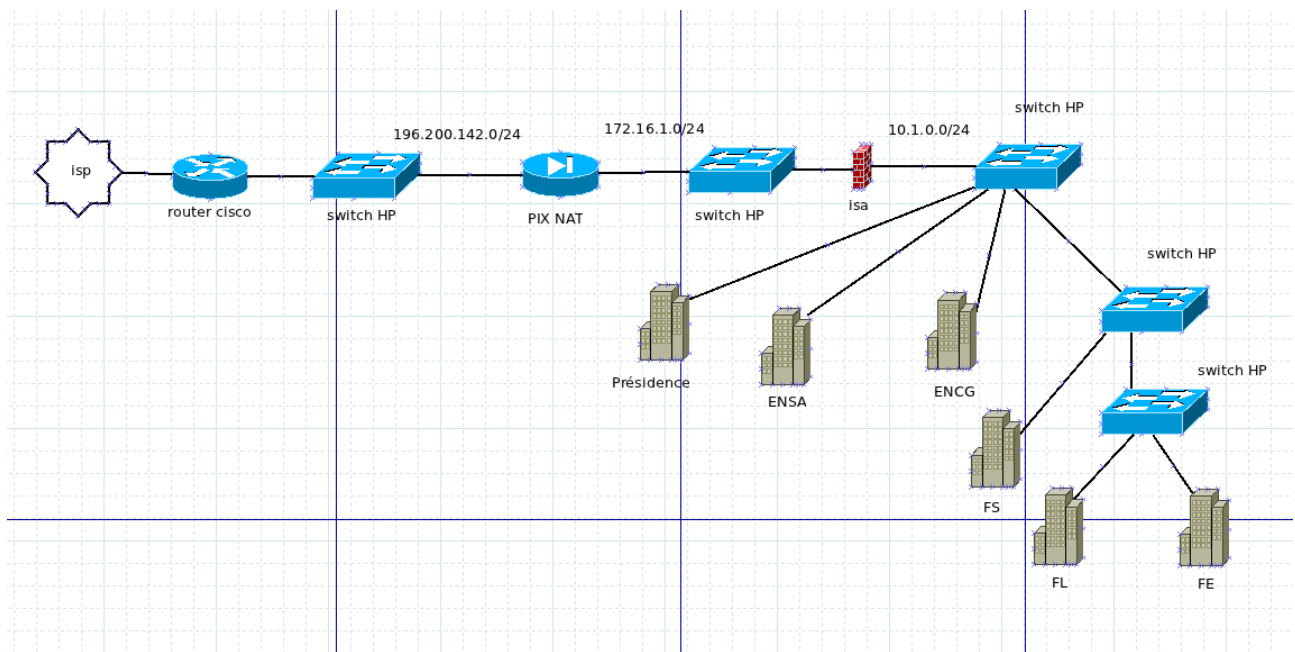 switch HP
196.200.142.0/24
172.16.1.0/24
10.1.0.0/24
isp
router cisco
switch HP
PIX NAT
switch HP
isa
switch HP
Présidence
ENSA
ENCG
switch HP
FS
FL
FE